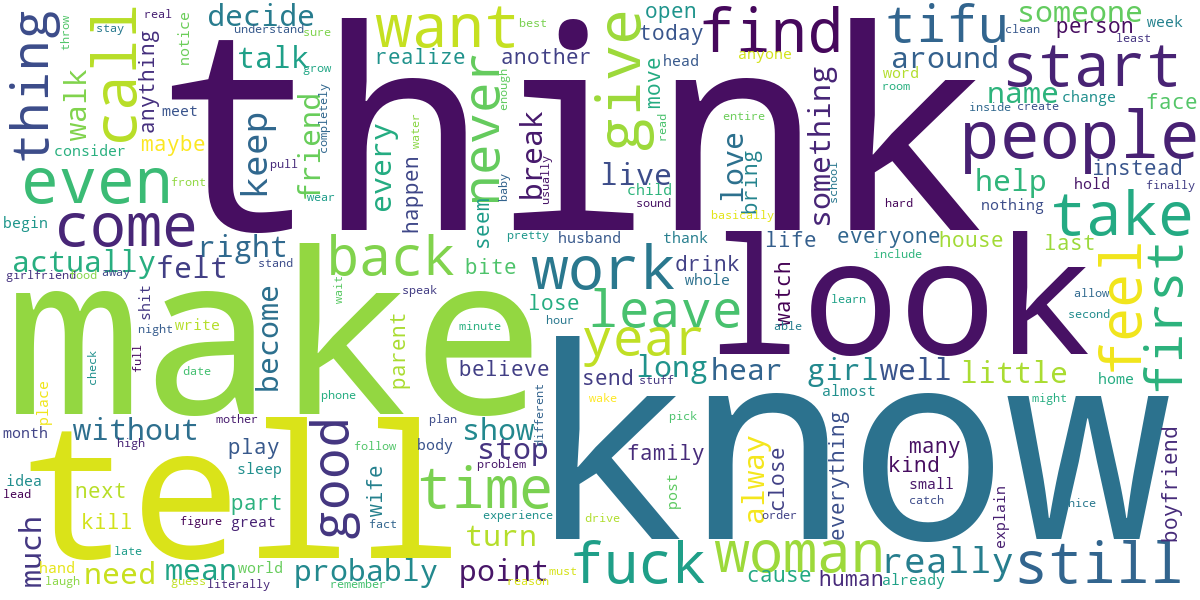 think
know
make
look
tell
thing
call
want
find
tifu
start
people
give
even
come
never
keep
friend
every
break
live
love
something
around
someone
name
help
take
decide
talk
walk
anything
maybe
consider
begin
meet
notice
real
throw
stay
understand
sure
grow
completely
realize
another
best
enough
open
today
head
move
read
anyone
word
room
clean
person
week
least
change
face
inside
create
instead
hold
finally
nothing
hard
school
entire
bring
basically
child
sound
usually
baby
water
happen
seem
pull
wear
front
right
actually
felt
stand
back
bite
pretty
husband
thank
work
drink
whole
life
everyone
include
house
last
first
feel
allow
second
home
girlfriend
food
away
shit
night
write
become
full
check
date
place
speak
wait
minute
parent
phone
believe
lose
hour
leave
year
long
hear
send
stuff
wake
watch
able
learn
girl
well
almost
little
might
month
without
high
mother
play
sleep
part
great
good
wife
follow
fact
body
plan
show
stop
problem
different
time
experience
turn
family
pick
post
drive
alway
close
order
everything
many
kind
small
catch
nice
explain
boyfriend
idea
lead
next
kill
figure
much
late
hand
laugh
need
mean
guess
literally
world
probably
remember
point
reason
must
fuck
woman
cause
human
already
really
still